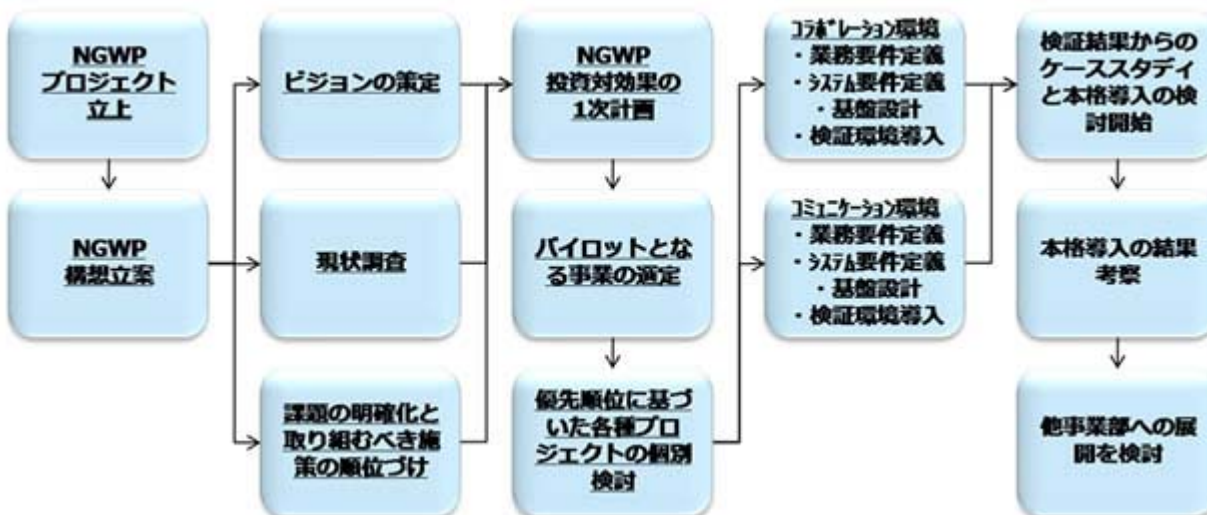 NGWP
プロジェクト
立上
NGWP
構想立案
ビジョンの策定
現状調査
課題の明確化と
取り組むべき施
策の順位づけ
NGWP
投資対効果の
1次計画
パイロットとな
る事業の選定
優先順位に基づ
いた各種プロ
ジェクトの個別
検討
ｺﾗﾎﾞﾚｰｼｮﾝ環境
・業務要件定義
・ｼｽﾃﾑ要件定義
・基盤設計
・検証環境導入
ｺﾐｭﾆｹｰｼｮﾝ環境
・業務要件定義
・ｼｽﾃﾑ要件定義
・基盤設計
・検証環境導入
検証結果からの
ケーススタディ
と本格導入の検
討開始
本格導入の結果
考察
他事業部への展
開を検討